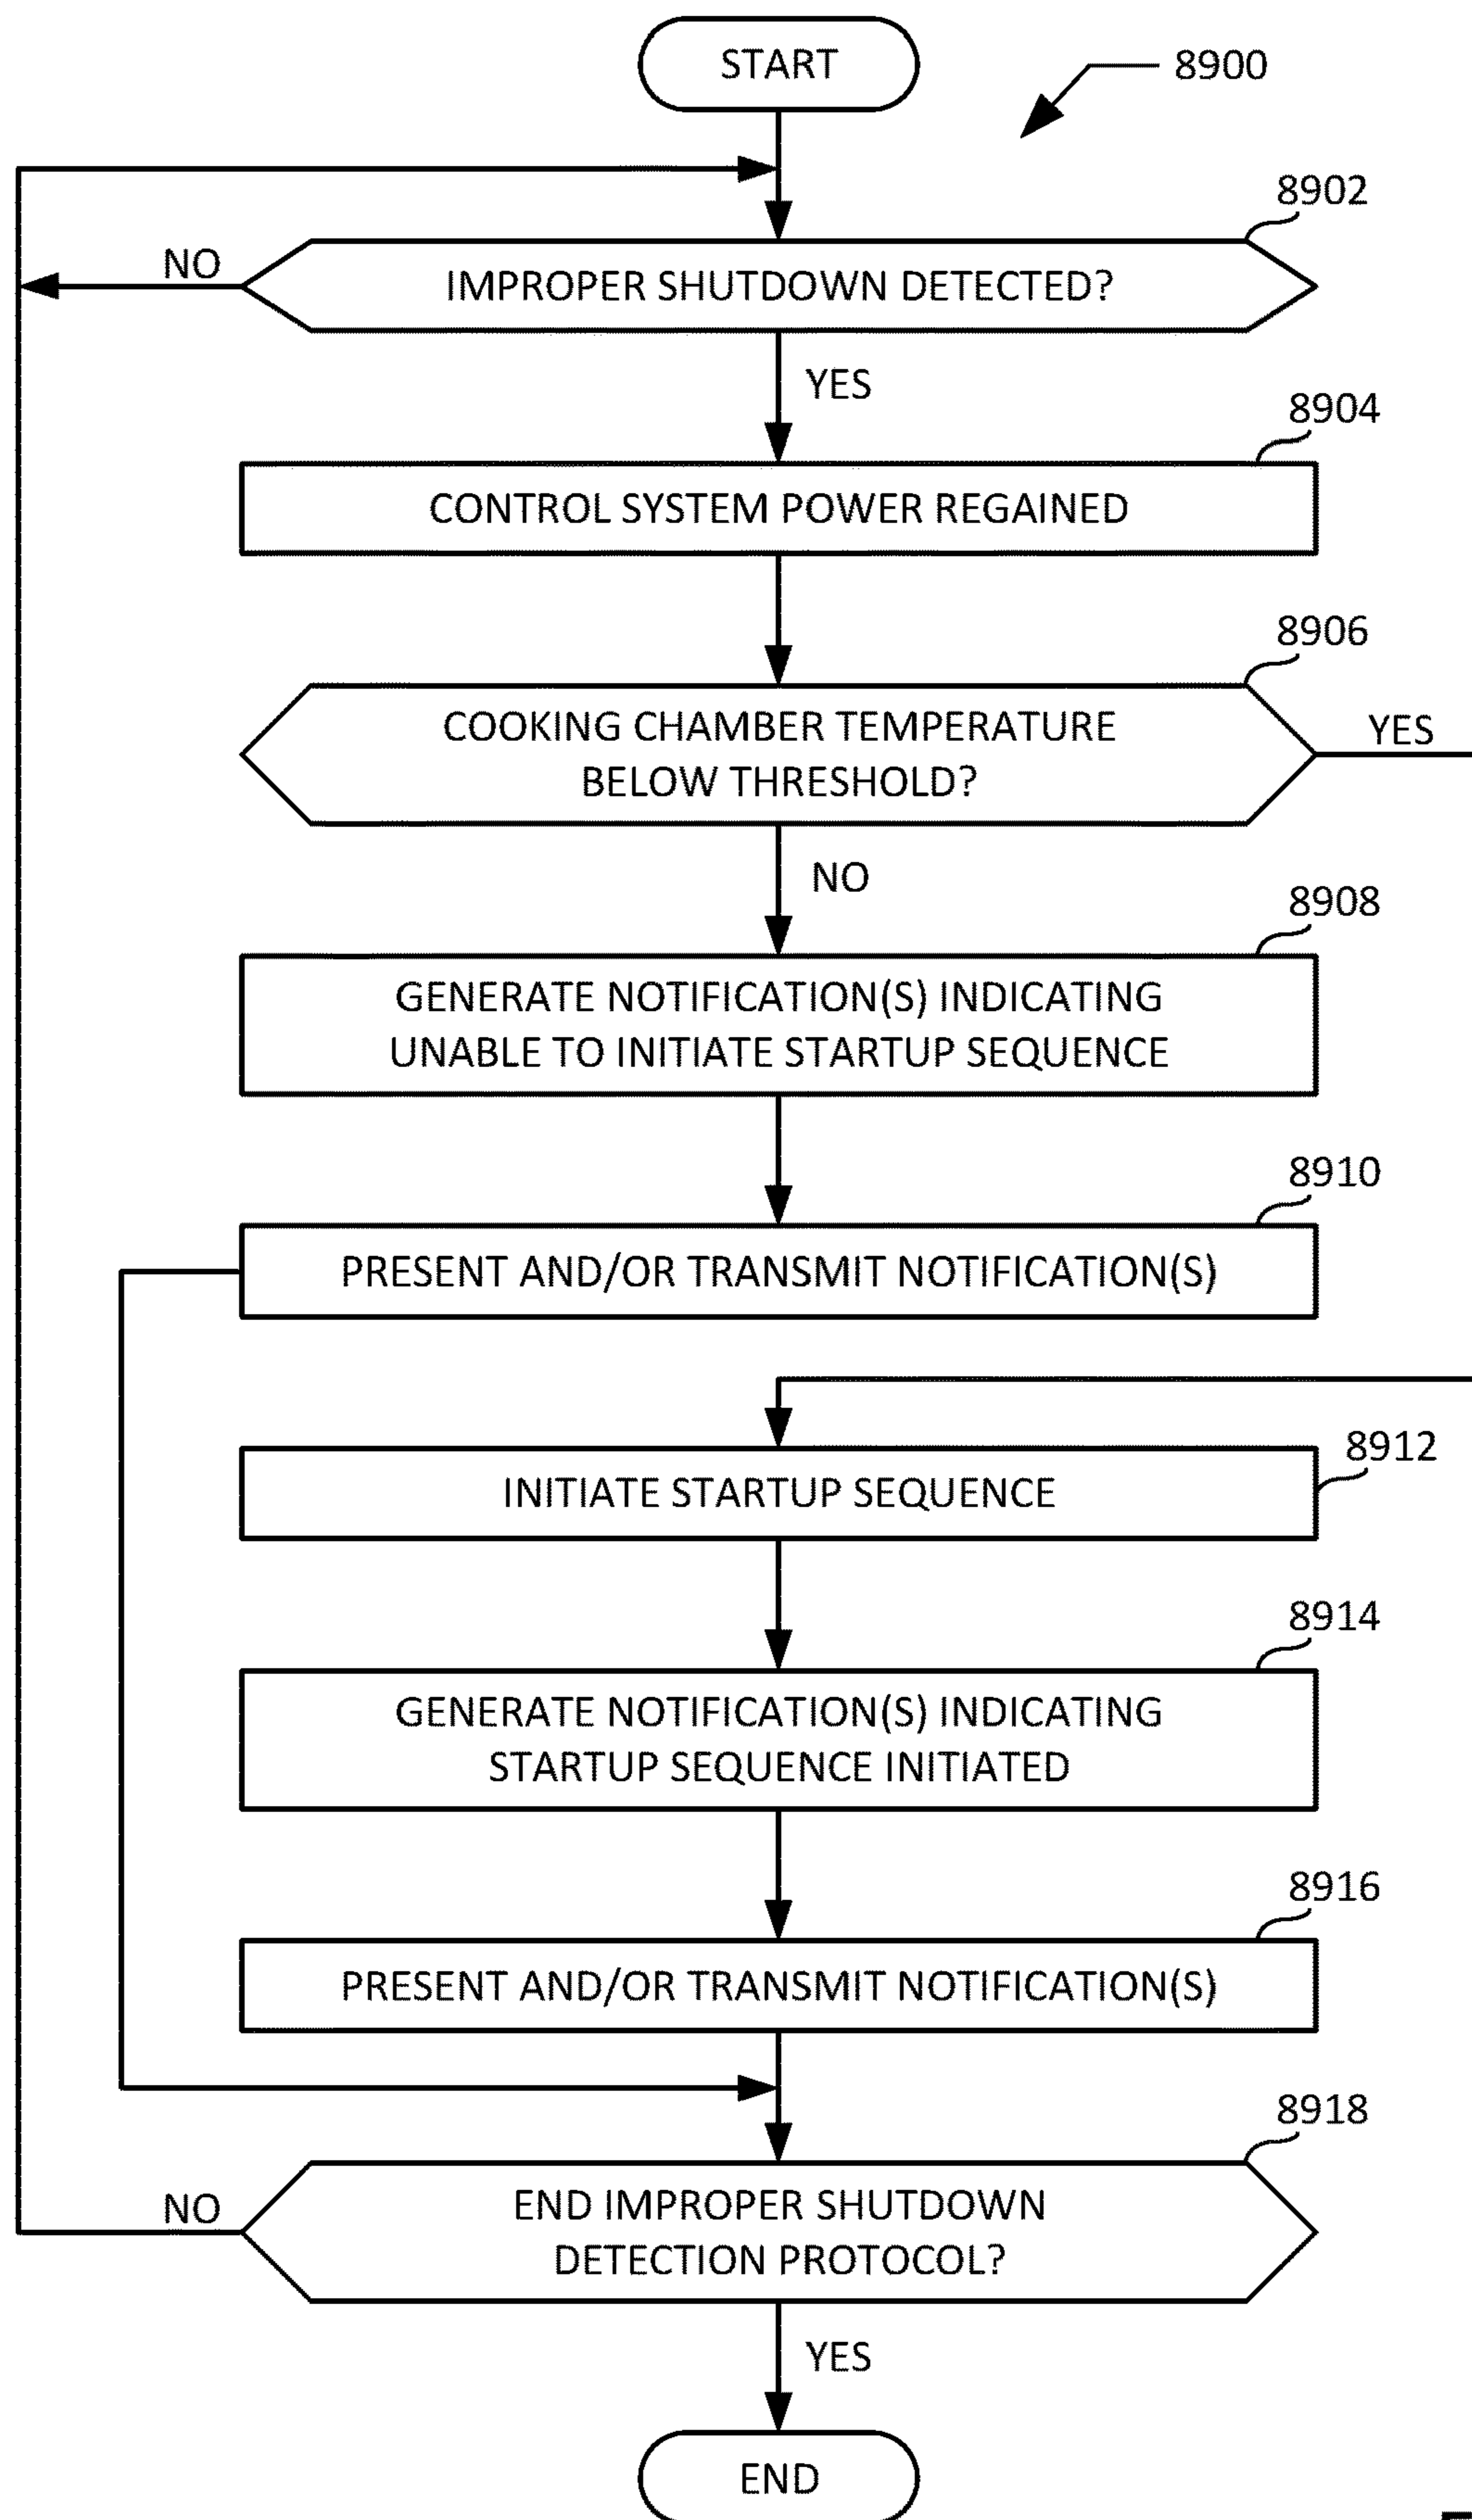 START
8900
8902
NO
IMPROPER SHUTDOWN DETECTED?
YES
8904
CONTROL SYSTEM POWER REGAINED
8906
COOKING CHAMBER TEMPERATURE
BELOW THRESHOLD?
YES
NO
8908
GENERATE NOTIFICATION(S) INDICATING
UNABLE TO INITIATE STARTUP SEQUENCE
8910
PRESENT AND/OR TRANSMIT NOTIFICATION(S)
8912
INITIATE STARTUP SEQUENCE
8914
GENERATE NOTIFICATION(S) INDICATING
STARTUP SEQUENCE INITIATED
8916
PRESENT AND/OR TRANSMIT NOTIFICATION(S)
8918
NO
END IMPROPER SHUTDOWN
DETECTION PROTOCOL?
YES
END